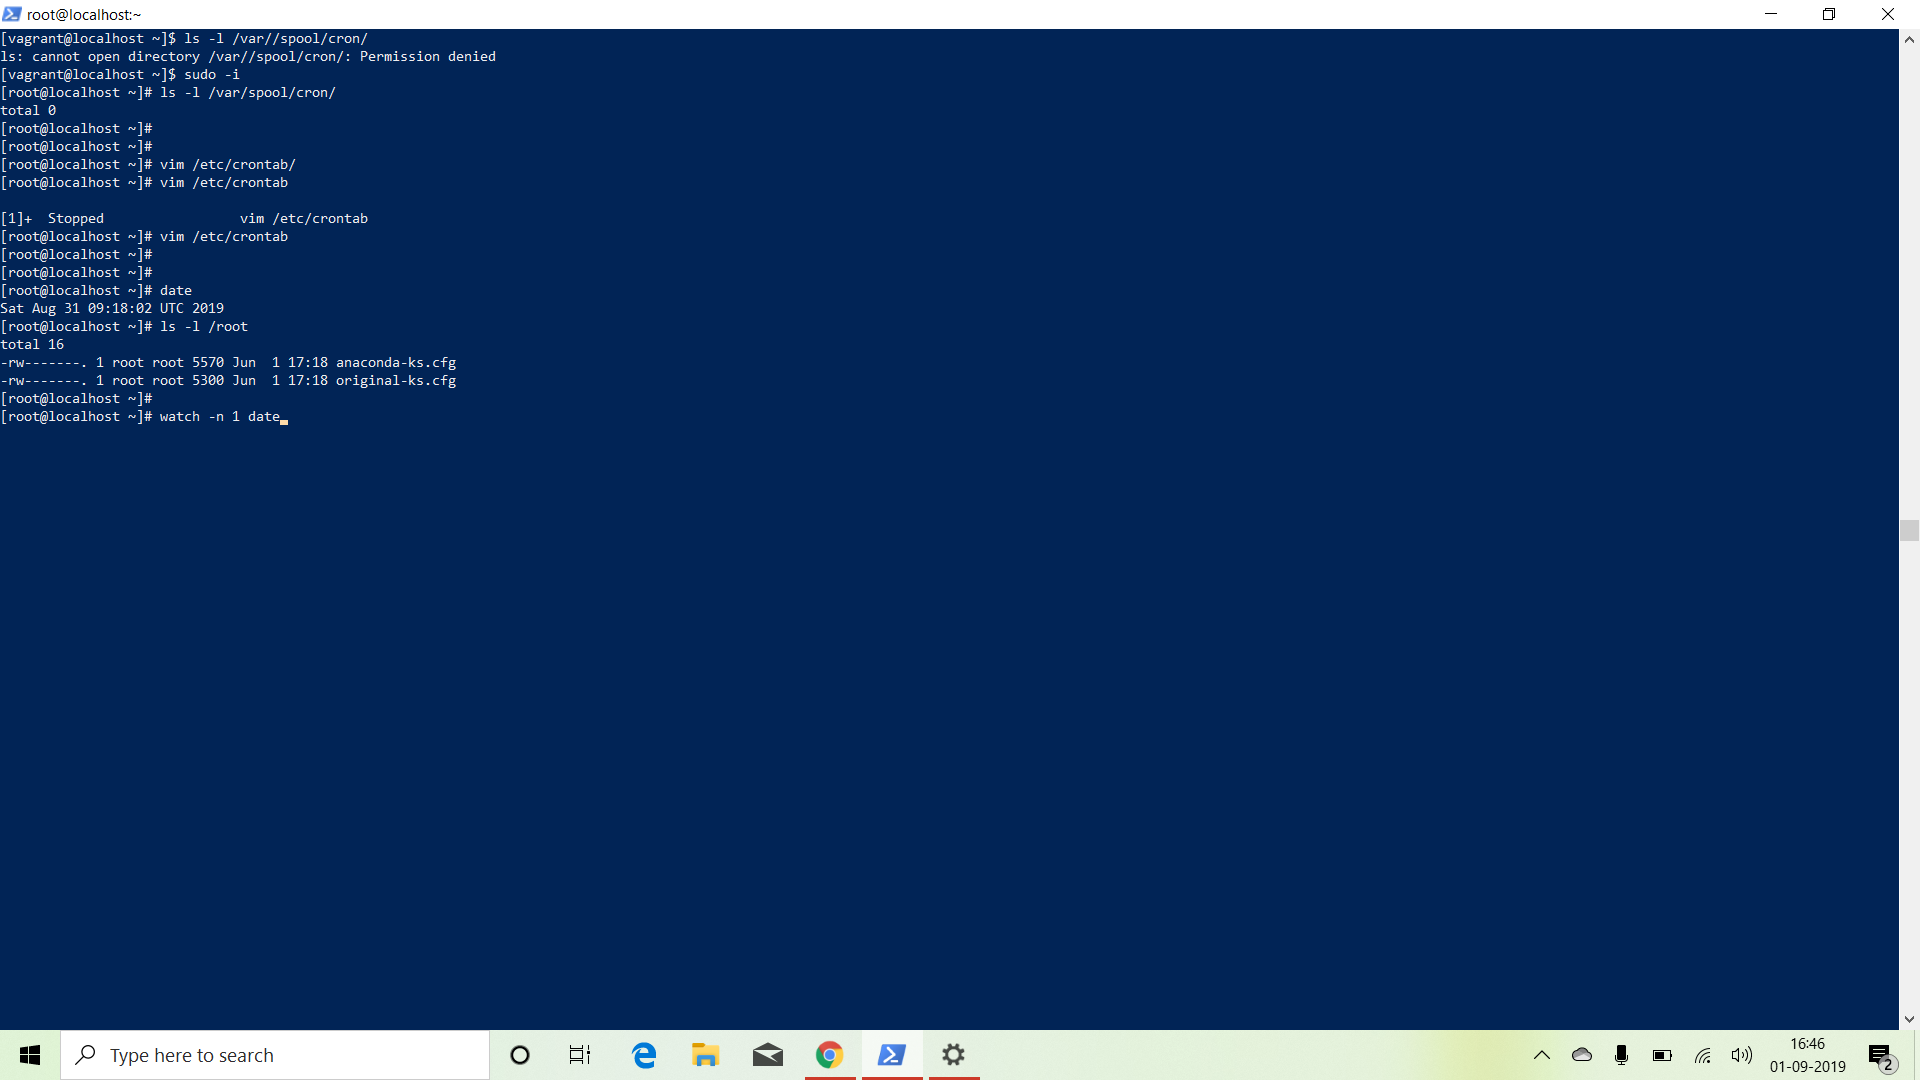 root@localhost:~
[vagrant@localhost ~]$ ls -l /var//spool/cron/
ls: cannot open directory /var//spool/cron/: Permission denied
[vagrant@localhost ~]$ sudo -i
[root@localhost ~]# ls -l /var/spool/cron/
total 0
[root@localhost ~]#
[root@localhost ~]#
[root@localhost ~]# vim /etc/crontab/
[root@localhost ~]# vim /etc/crontab
[1]+  Stopped                 vim /etc/crontab
[root@localhost ~]# vim /etc/crontab
[root@localhost ~]#
[root@localhost ~]#
[root@localhost ~]# date
Sat Aug 31 09:18:02 UTC 2019
[root@localhost ~]# ls -l /root
total 16
-rw-------. 1 root root 5570 Jun  1 17:18 anaconda-ks.cfg
-rw-------. 1 root root 5300 Jun  1 17:18 original-ks.cfg
[root@localhost ~]#
[root@localhost ~]# watch -n 1 date
Type here to search
16:46
01-09-2019
2